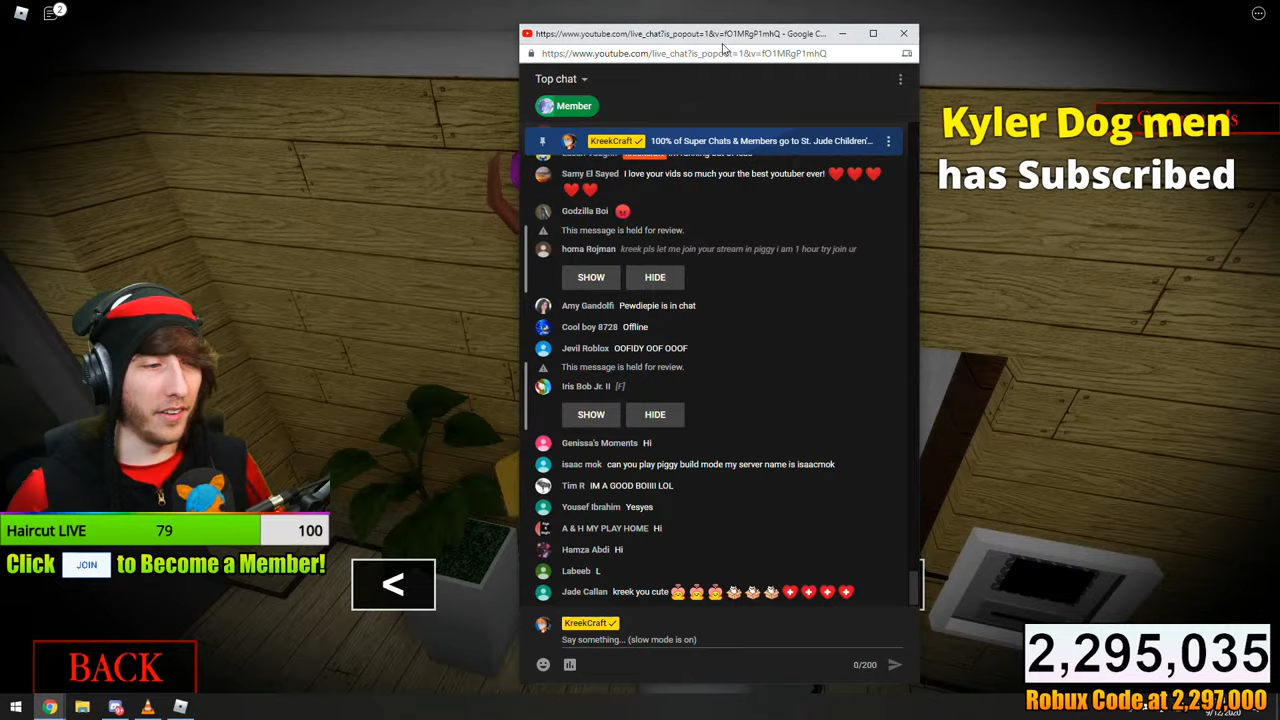 2
https://www.youtube.com/live_chat?is_popout=1&v=fO1MRgP1mhQ - Google C...
https://www.youtube.com/live_chat?is_popout=1&v=fO1MRgP1mhQ
Top chat
Member
KreekCraft 100% of Super Chats & Members go to St. Jude Children'...
Samy El Sayed I love your vids so much your the best youtuber ever!
Godzilla Boi
This message is held for review.
homa Rojman kreek pls let me join your stream in piggy i am 1 hour try join ur
SHOW HIDE
Amy Gandolfi Pewdiepie is in chat
Cool boy 8728 Offline
Jevil Roblox OOFIDY OOF OOOF
This message is held for review.
Iris Bob Jr. II [F]
SHOW HIDE
Genissa's Moments Hi
isaac mok can you play piggy build mode my server name is isaacmok
Tim R IM A GOOD BOIIII LOL
Yousef Ibrahim Yesyes
A & H MY PLAY HOME Hi
Hamza Abdi Hi
Labeeb L
Jade Callan kreek you cute
KreekCraft
Say something... (slow mode is on)
0/200
Kyler Dog men
has Subscribed
Haircut LIVE 79 100
Click JOIN to Become a Member!
<
BACK
2,295,035
Robux Code at 2,297,000
9/12/2020